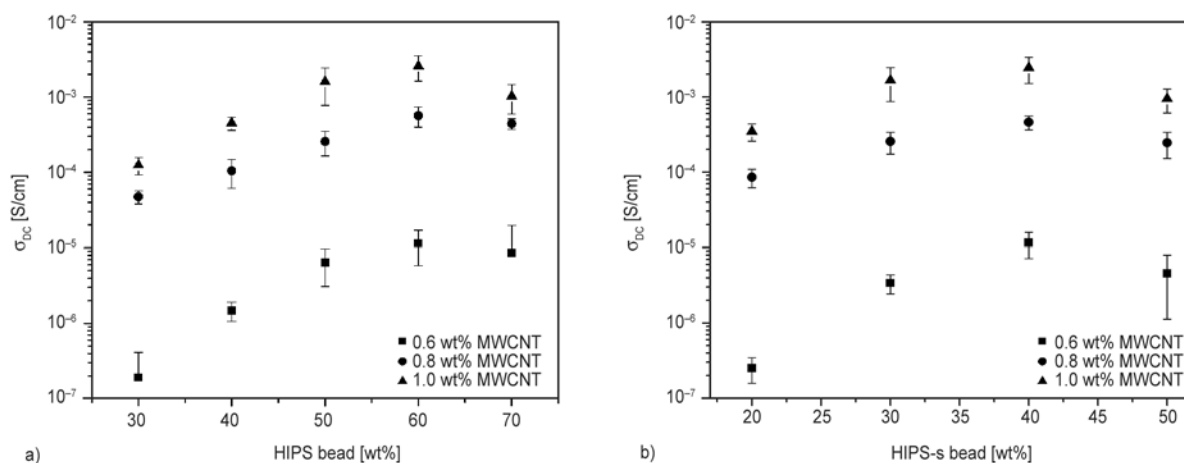 10⁻²
10⁻³
10⁻⁴
10⁻⁵
10⁻⁶
10⁻⁷
σDC [S/cm]
0.6 wt% MWCNT
0.8 wt% MWCNT
1.0 wt% MWCNT
30 40 50 60 70
a) HIPS bead [wt%]
10⁻²
10⁻³
10⁻⁴
10⁻⁵
10⁻⁶
10⁻⁷
σDC [S/cm]
0.6 wt% MWCNT
0.8 wt% MWCNT
1.0 wt% MWCNT
20 25 30 35 40 45 50
b) HIPS-s bead [wt%]